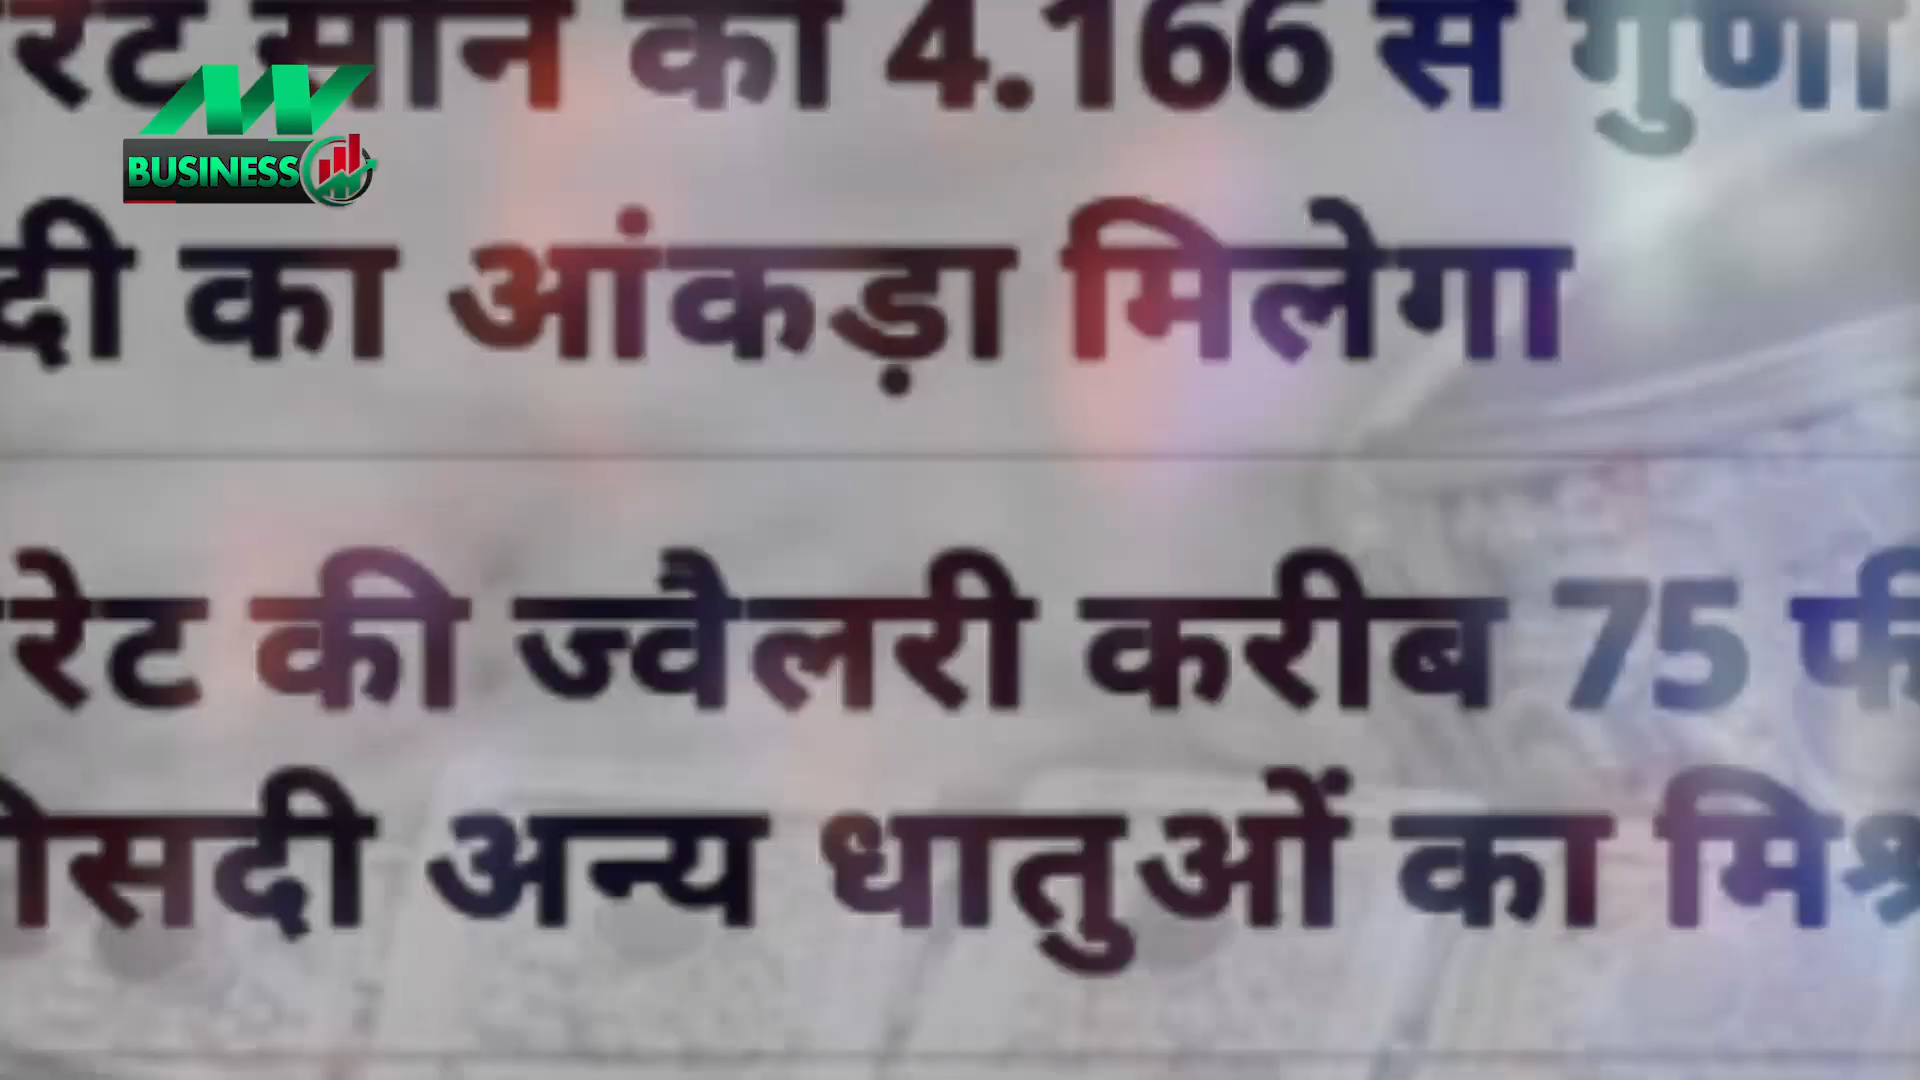 रेट सोने को 4.166 से गुणा
BUSINESS
दी का आंकड़ा मिलेगा
रेट की ज्वैलरी करीब 75 फी
ीसदी अन्य धातुओं का मिश्र